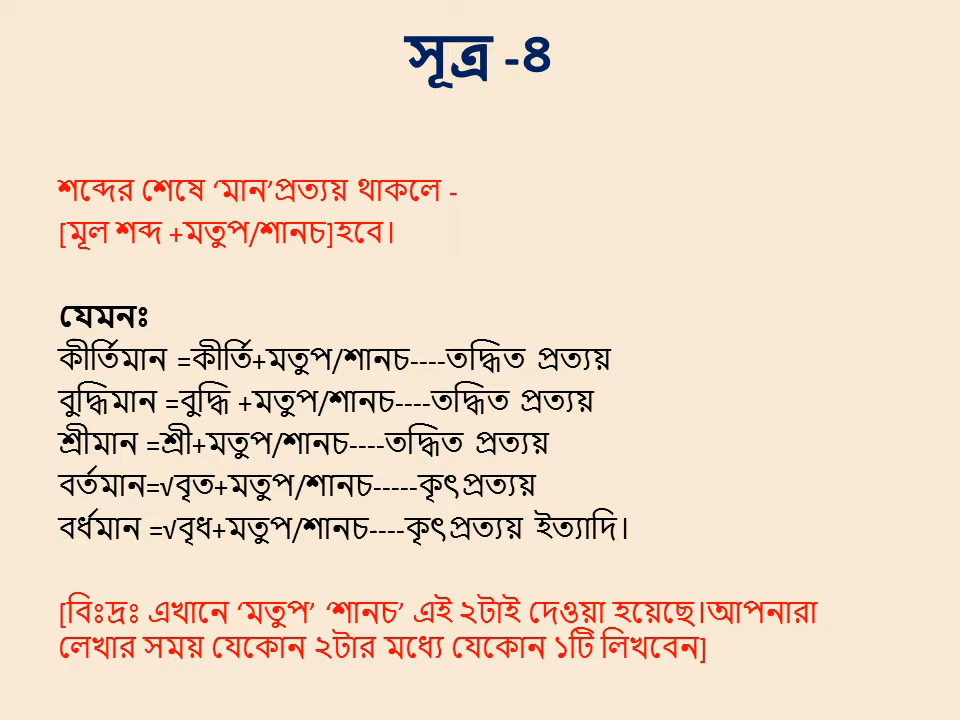 সূত্র -৪
শব্দের শেষে ‘মান’প্রত্যয় থাকলে -
[মূল শব্দ +মতুপ/শানচ]হবে।
যেমনঃ
কীর্তিমান =কীর্তি+মতুপ/শানচ----তদ্ধিত প্রত্যয়
বুদ্ধিমান =বুদ্ধি +মতুপ/শানচ----তদ্ধিত প্রত্যয়
শ্রীমান =শ্রী+মতুপ/শানচ----তদ্ধিত প্রত্যয়
বর্তমান=√বৃত+মতুপ/শানচ-----কৃৎপ্রত্যয়
বর্ধমান =√বৃধ+মতুপ/শানচ----কৃৎপ্রত্যয় ইত্যাদি।
[বিঃদ্রঃ এখানে ‘মতুপ’ ‘শানচ’ এই ২টাই দেওয়া হয়েছে।আপনারা
লেখার সময় যেকোন ২টার মধ্যে যেকোন ১টি লিখবেন]